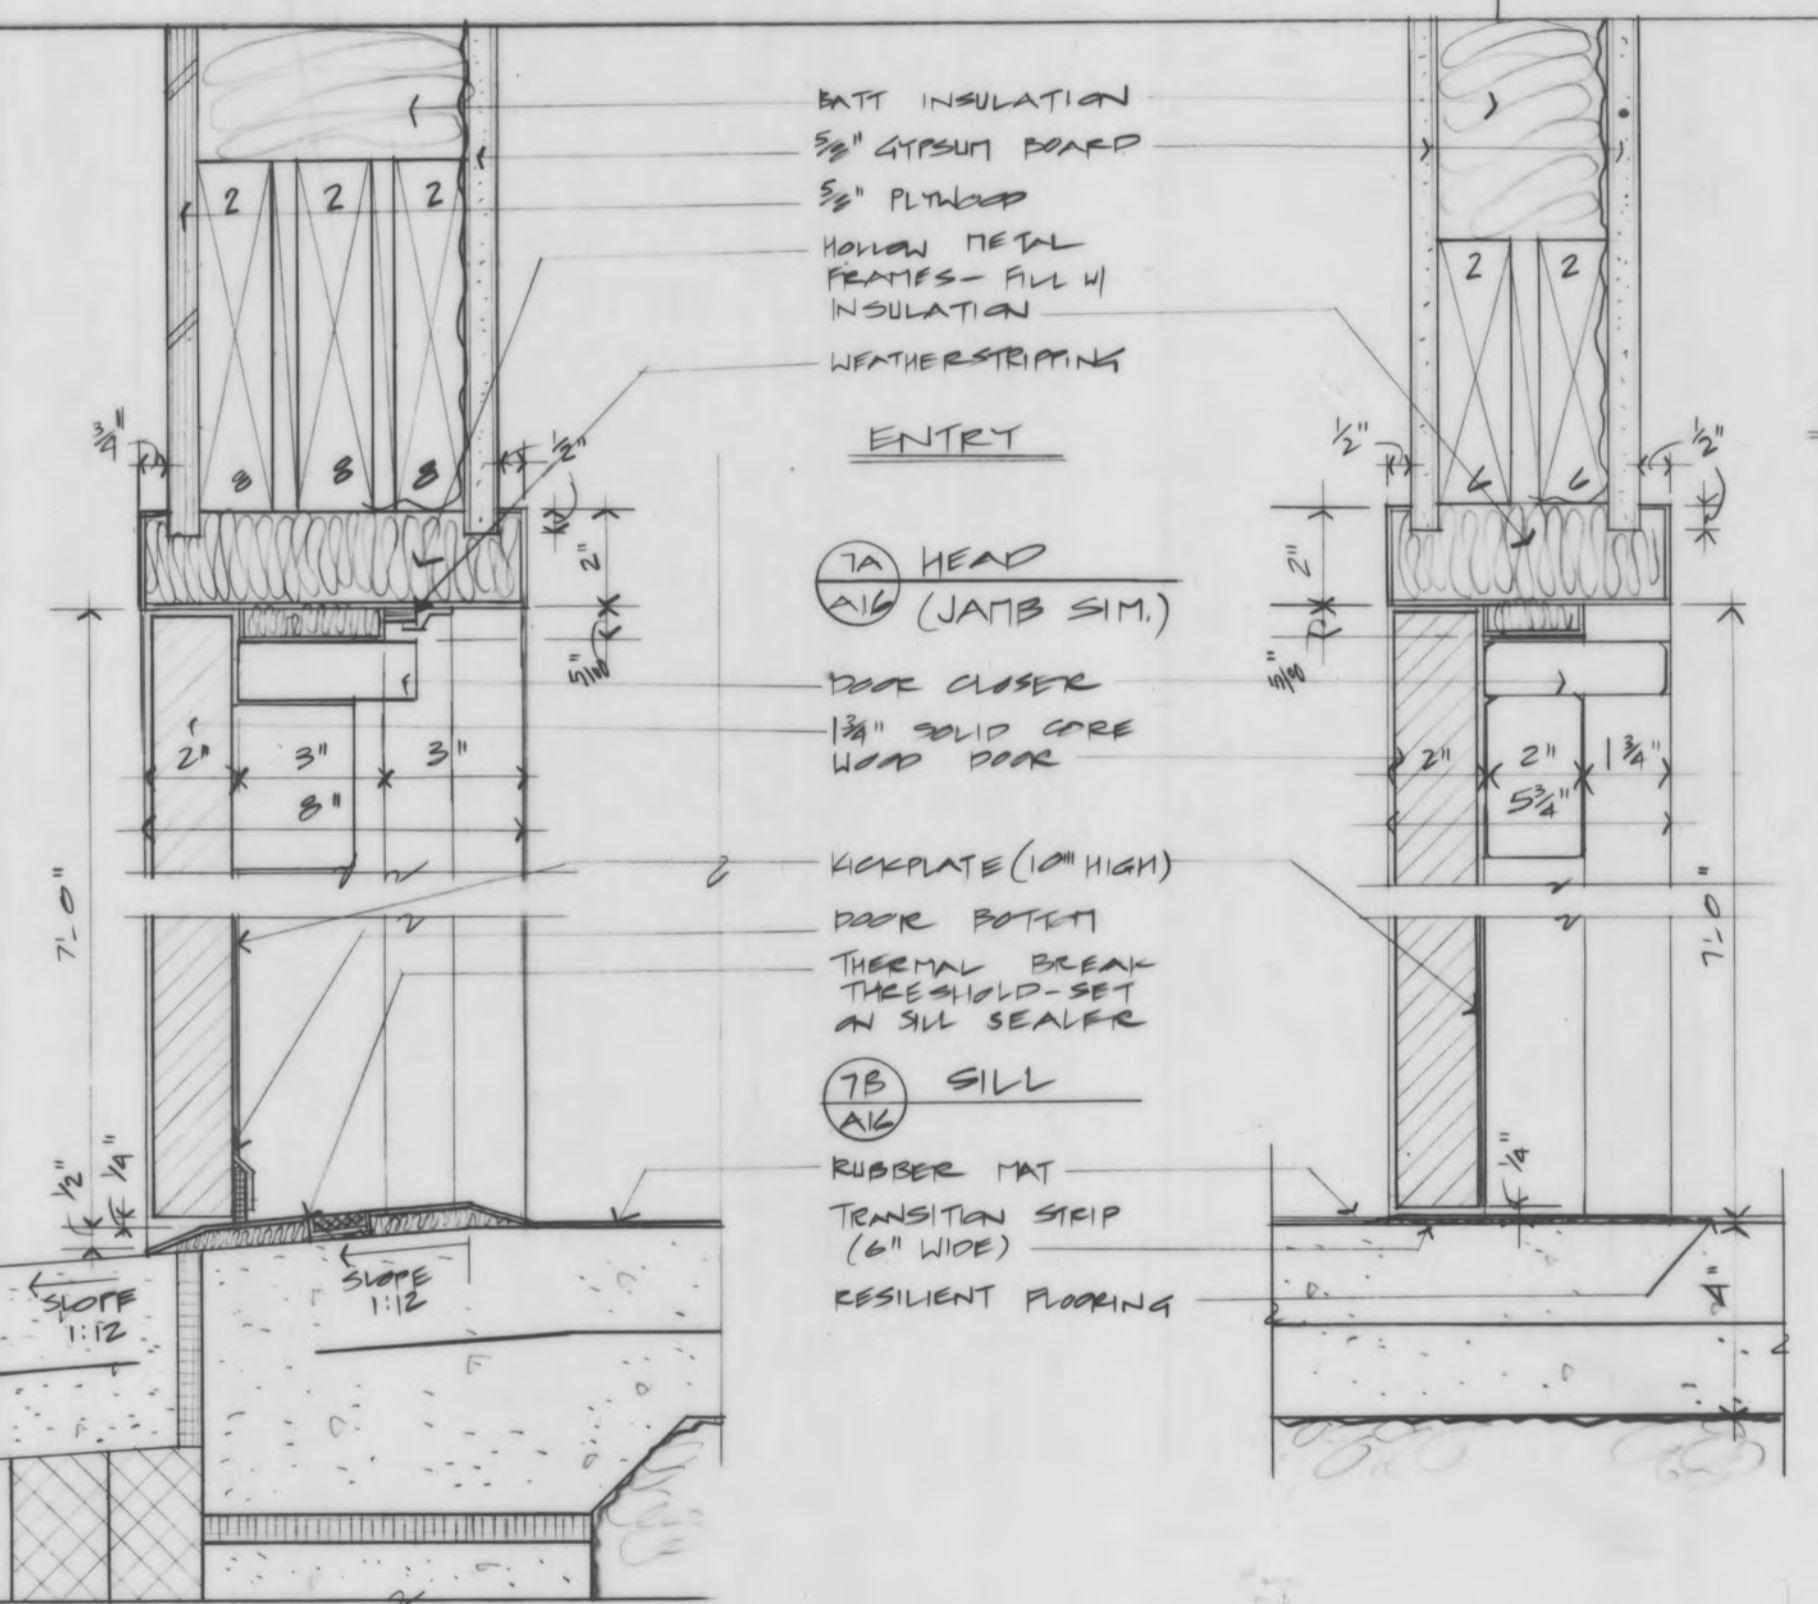 BATT INSULATION
5/8" GYPSUM BOARD
5/8" PLYWOOD
HOLLOW METAL
FRAMES- FILL W/
INSULATION
WEATHERSTRIPPING
ENTRY
7A HEAD
A16 (JAMB SIM.)
DOOR CLOSER
1 3/4" SOLID CORE
WOOD DOOR
KICKPLATE (10" HIGH)
DOOR BOTTM
THERMAL BREAK
THRESHOLD-SET
ON SILL SEALER
7B SILL
A16
RUBBER MAT
TRANSITION STRIP
(6" WIDE)
RESILIENT FLOORING
2 2 2
8 8 8
3/4"
1/2"
2"
5/8"
2" 3" 3"
8"
7'-0"
1/2"
1/4"
SLOPE
1:12
SLOPE
1:12
2 2
6 6
1/2"
1/2"
2"
5/8"
2" 2" 1 3/4"
5 3/4"
7'-0"
1/4"
4"